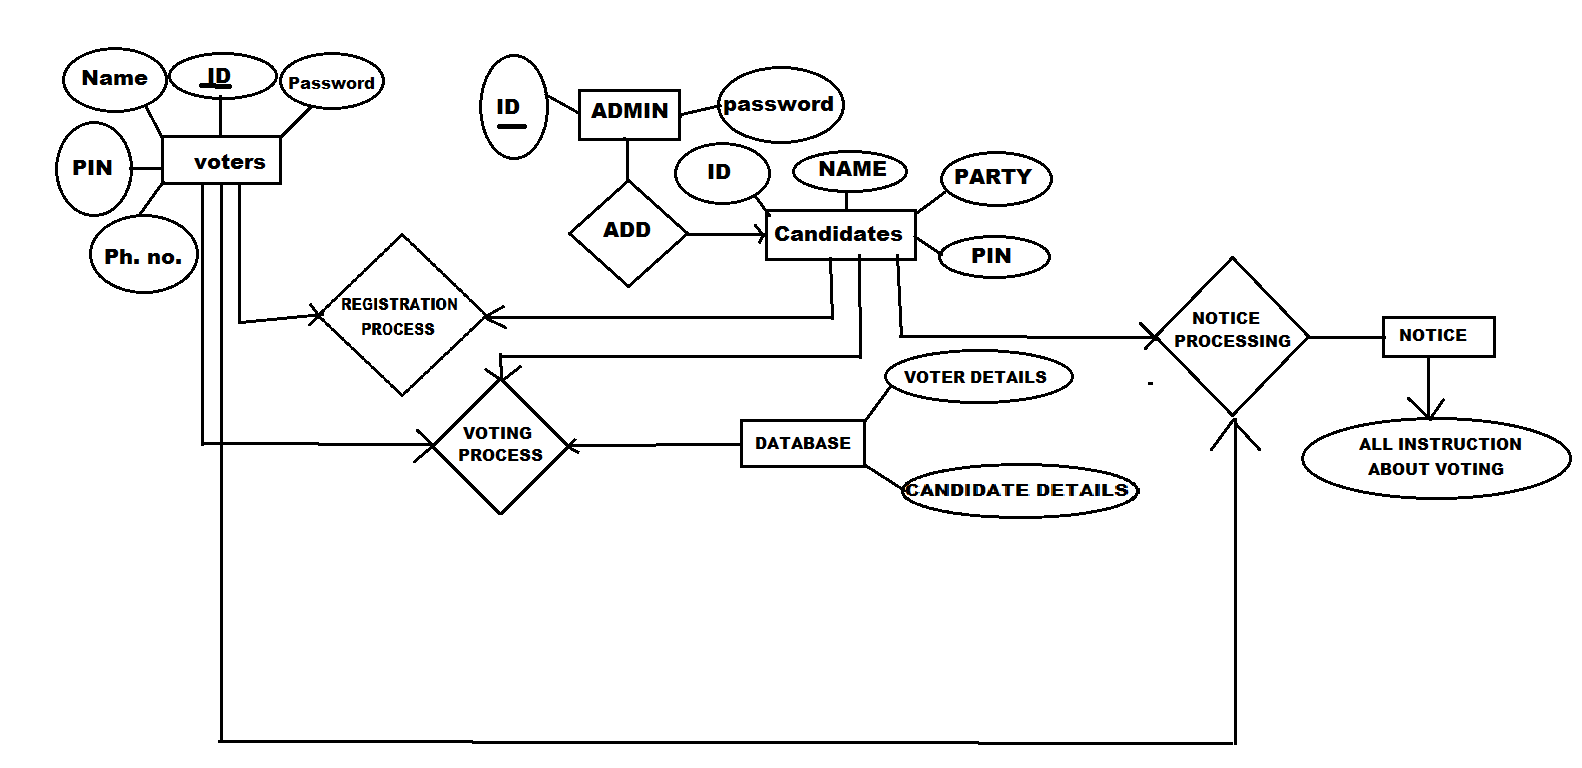 Name
ID
Password
PIN
voters
Ph. no.
ID
ADMIN
password
ADD
ID
NAME
PARTY
Candidates
PIN
REGISTRATION
PROCESS
VOTING
PROCESS
DATABASE
VOTER DETAILS
CANDIDATE DETAILS
NOTICE
PROCESSING
NOTICE
ALL INSTRUCTION
ABOUT VOTING